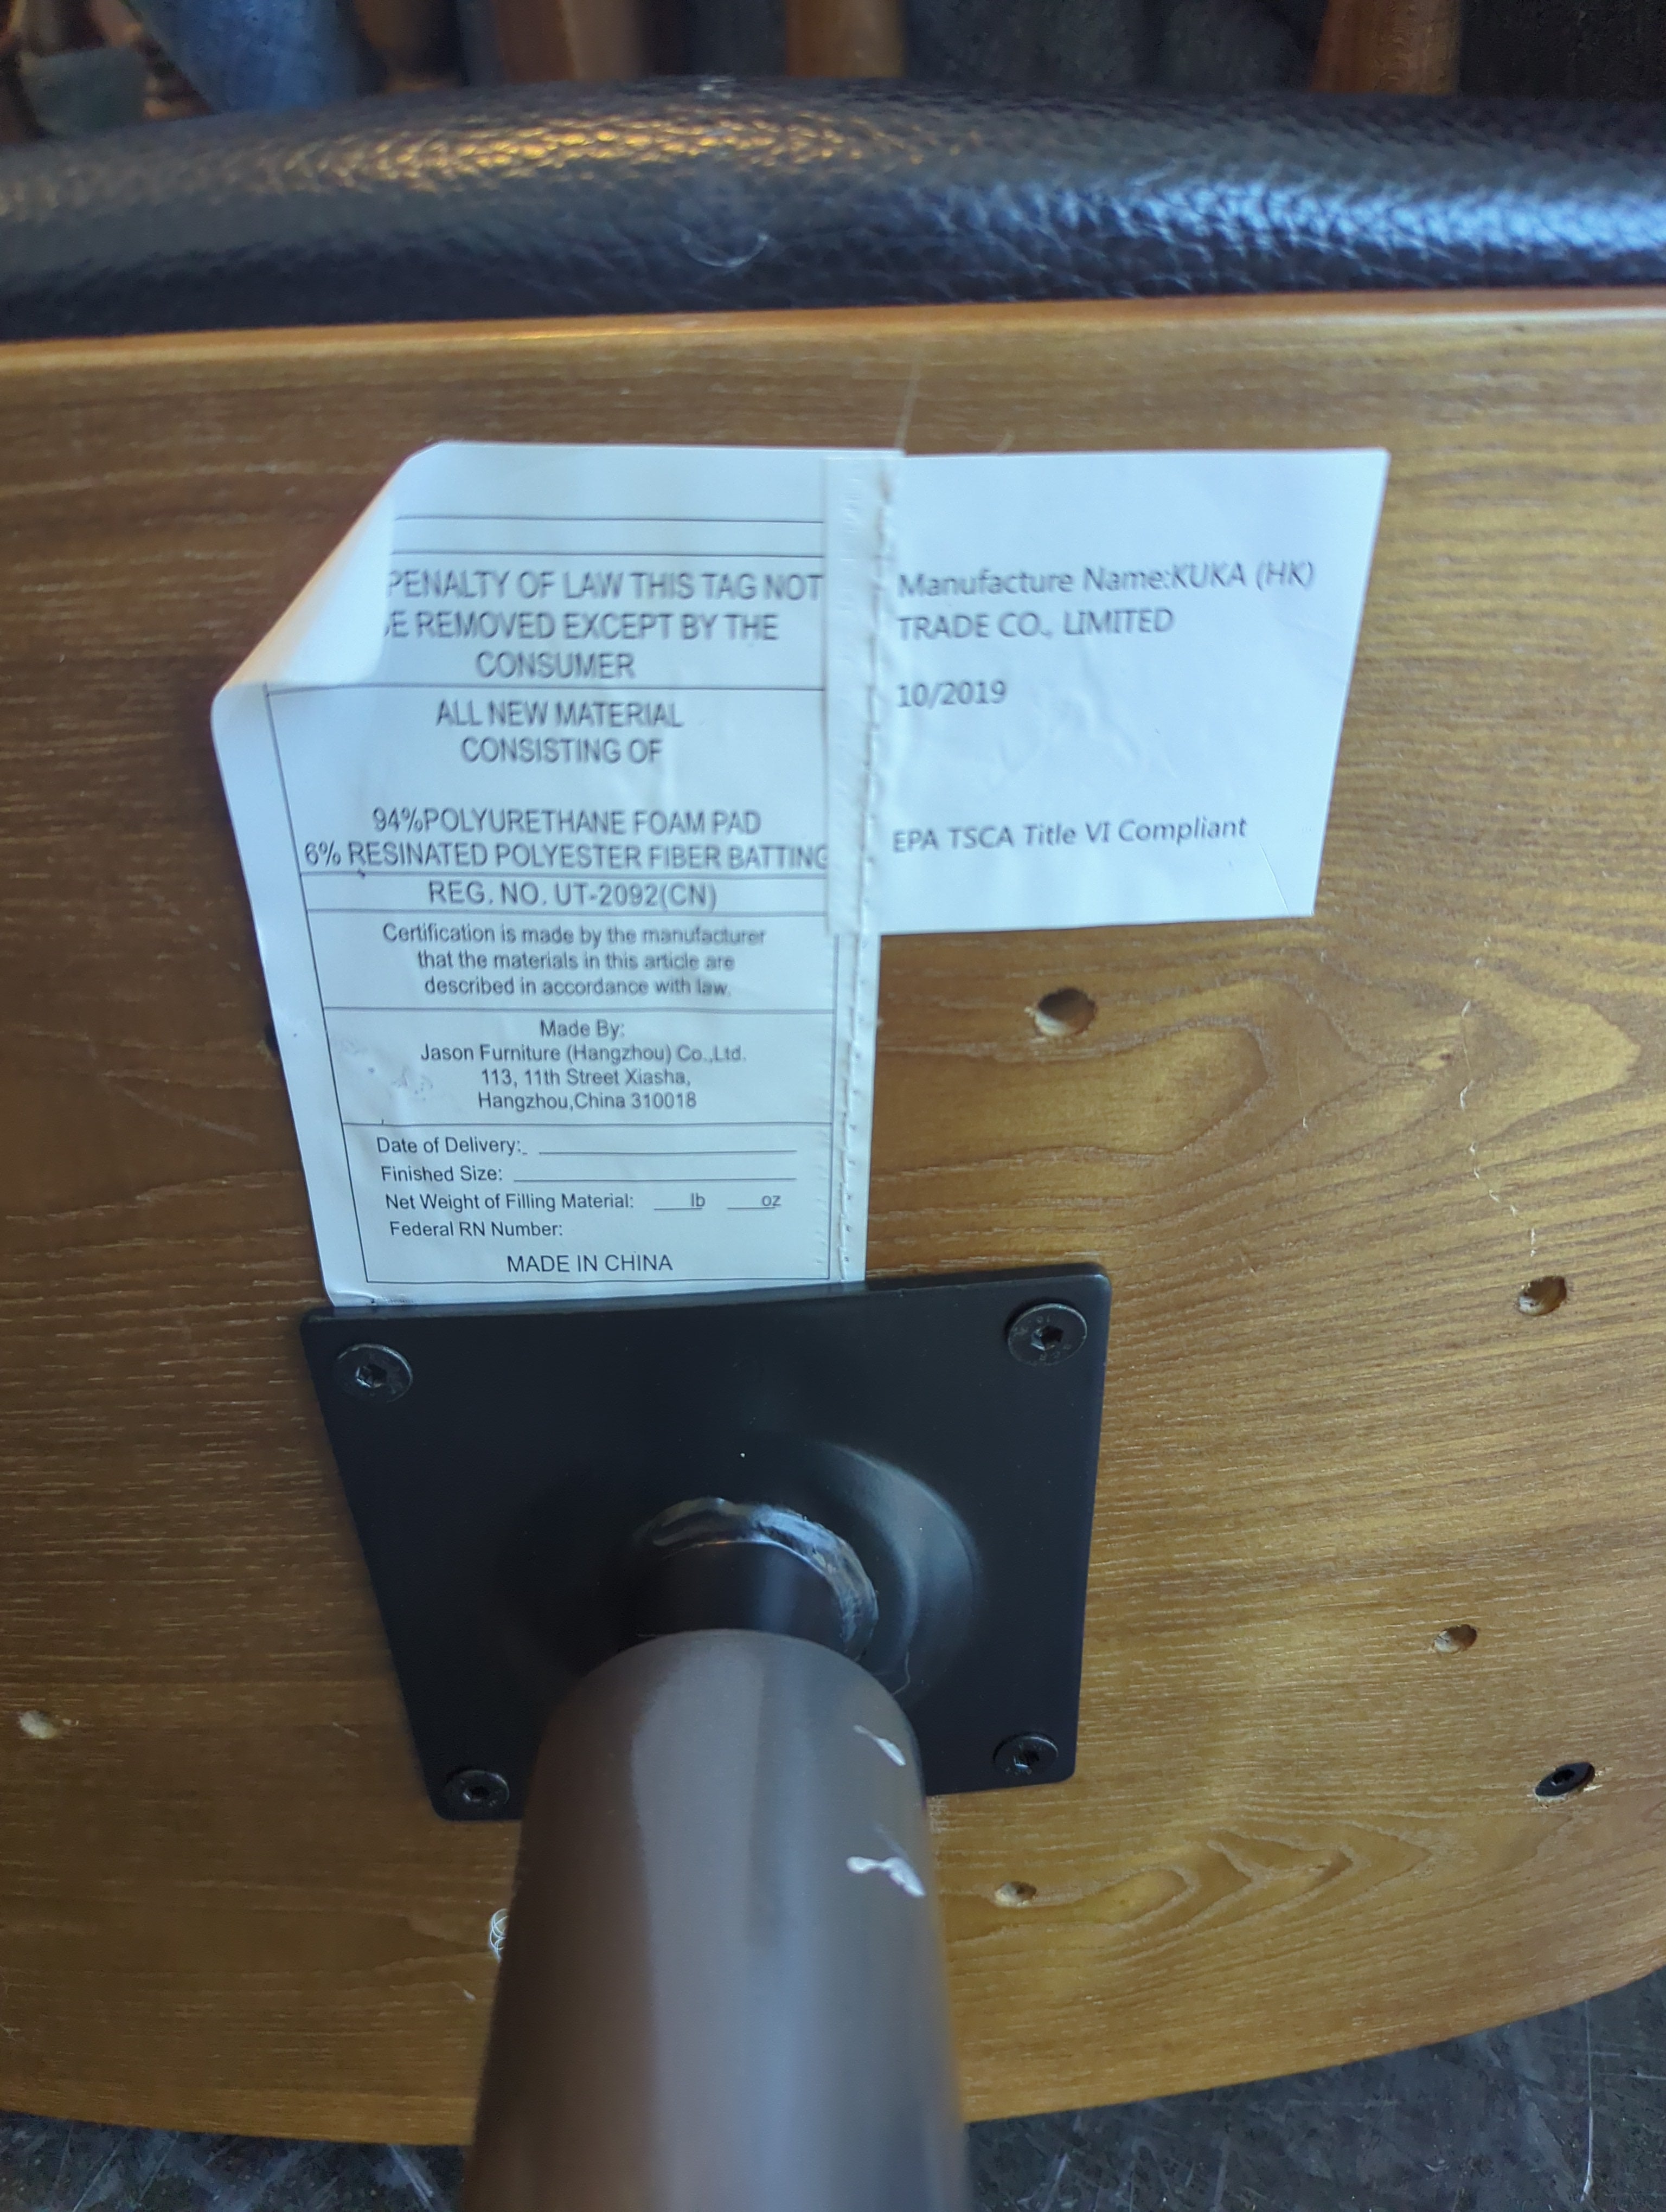 PENALTY OF LAW THIS TAG NOT
REMOVED EXCEPT BY THE
CONSUMER
ALL NEW MATERIAL
CONSISTING OF
94%POLYURETHANE FOAM PAD
6% RESINATED POLYESTER FIBER BATTING
REG. NO. UT-2092(CN)
Certification is made by the manufacturer
that the materials in this article are
described in accordance with law.
Made By:
Jason Furniture (Hangzhou) Co.,Ltd.
113, 11th Street Xiasha,
Hangzhou,China 310018
Date of Delivery:
Finished Size:
Net Weight of Filling Material: lb oz
Federal RN Number:
MADE IN CHINA
Manufacture Name:KUKA (HK)
TRADE CO., LIMITED
10/2019
EPA TSCA Title VI Compliant